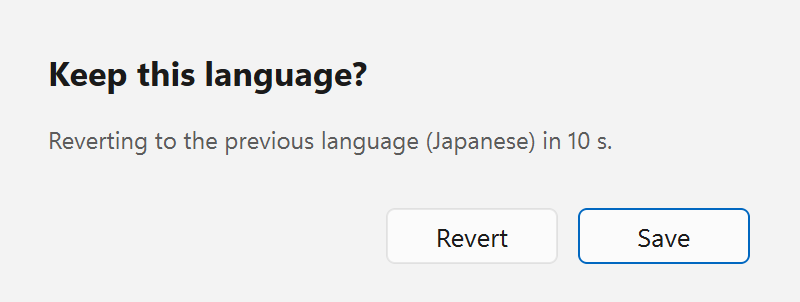 Keep this language?
Reverting to the previous language (Japanese) in 10 s.
Revert
Save